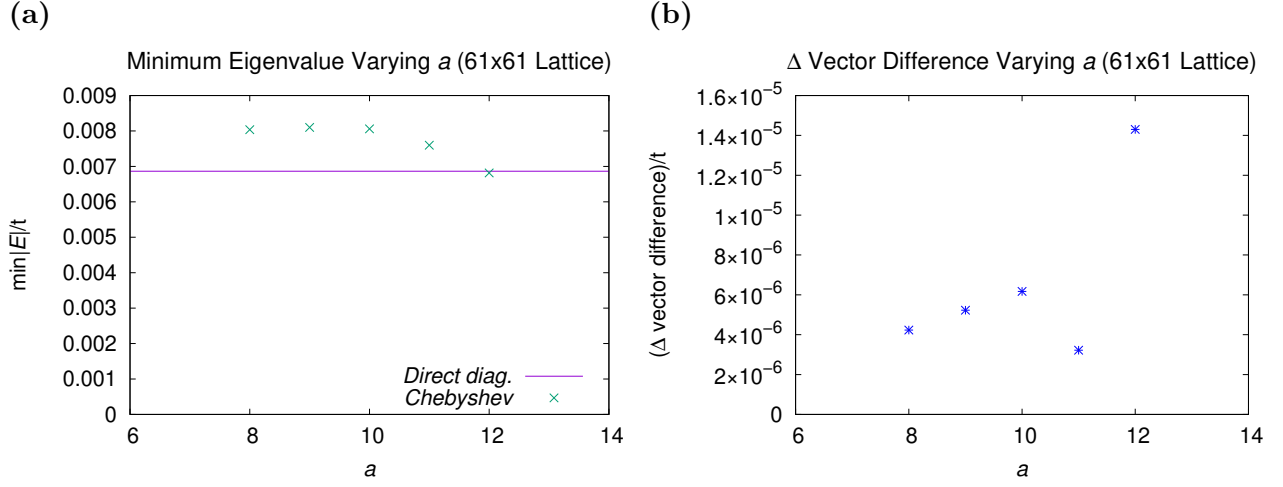 (a)
Minimum Eigenvalue Varying a (61x61 Lattice)
0.009
0.008
0.007
0.006
0.005
0.004
0.003
0.002
0.001
0
min|E|/t
Direct diag.
Chebyshev
6 8 10 12 14
a
(b)
Δ Vector Difference Varying a (61x61 Lattice)
1.6×10⁻⁵
1.4×10⁻⁵
1.2×10⁻⁵
1×10⁻⁵
8×10⁻⁶
6×10⁻⁶
4×10⁻⁶
2×10⁻⁶
0
(Δ vector difference)/t
6 8 10 12 14
a